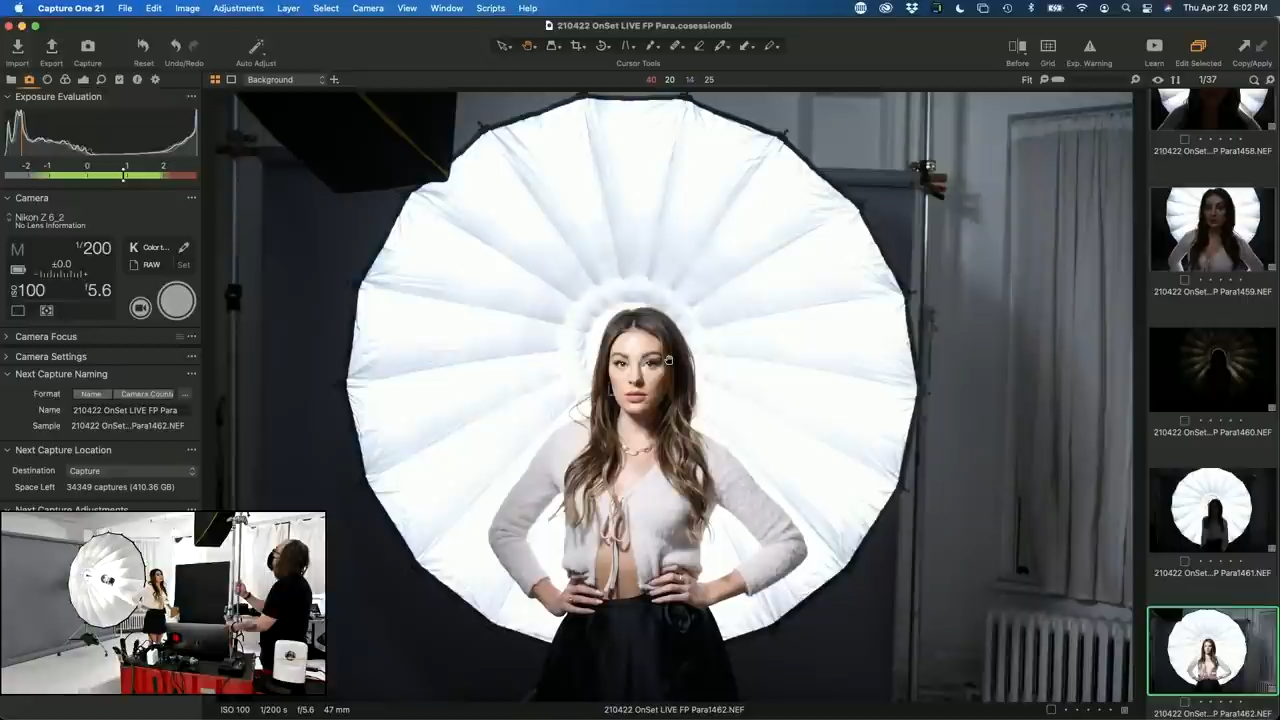 Capture One 21 File Edit Image Adjustments Layer Select Camera View Window Scripts Help Thu Apr 22 6:02 PM
210422 OnSet LIVE FP Para.cosessiondb
Import Export Capture Reset Undo/Redo Auto Adjust Cursor Tools Before Grid Exp. Warning Learn Edit Selected Copy/Apply
Background 40 20 14 25 Fit 1/37
Exposure Evaluation
-2 -1 0 1 2
Camera
Nikon Z 6_2
No Lens Information
M 1/200 K Color t...
±0.0 RAW Set
100 f5.6
Camera Focus
Camera Settings
Next Capture Naming
Format Name Camera Count
Name 210422 OnSet LIVE FP Para
Sample 210422 OnSet...Para1462.NEF
Next Capture Location
Destination Capture
Space Left 34349 captures (410.36 GB)
Next Capture Adjustments
210422 OnSet...P Para1458.NEF
210422 OnSet...P Para1459.NEF
210422 OnSet...P Para1460.NEF
210422 OnSet...P Para1461.NEF
210422 OnSet...P Para1462.NEF
ISO 100 1/200 s f/5.6 47 mm 210422 OnSet LIVE FP Para1462.NEF